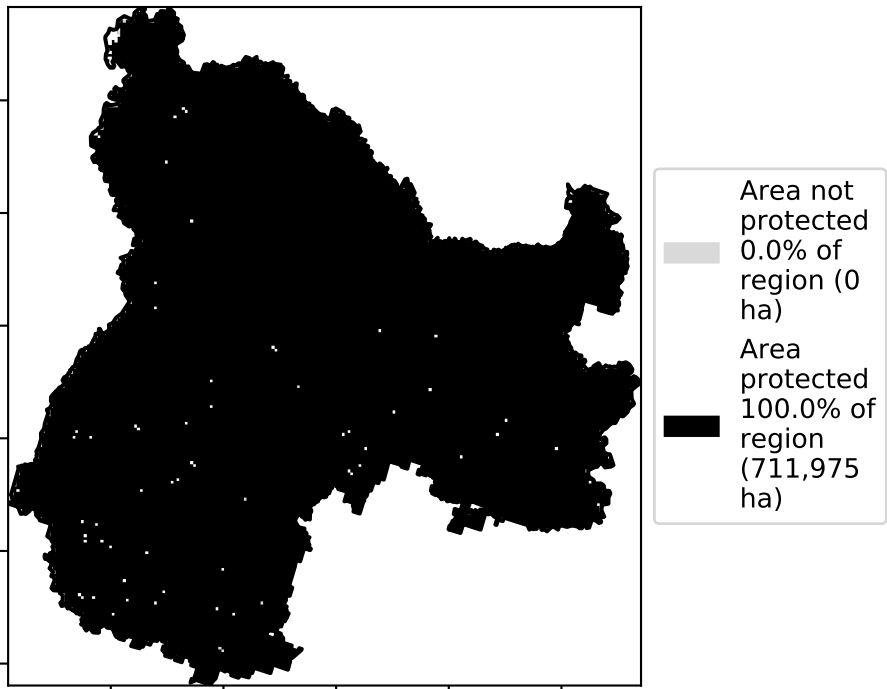 Area not
protected
0.0% of
region (0
ha)
Area
protected
100.0% of
region
(711,975
ha)